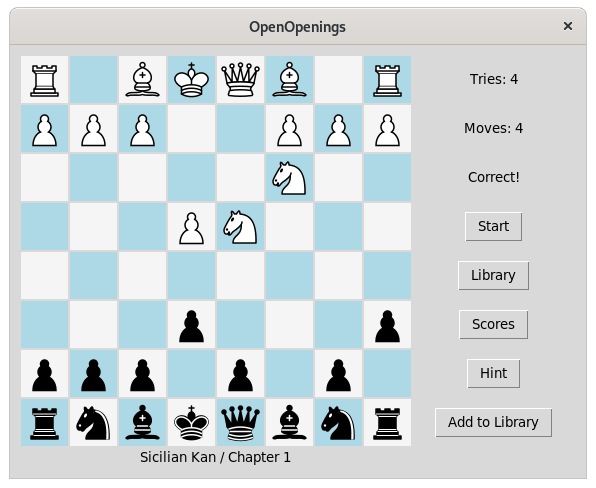 OpenOpenings
×
Tries: 4
Moves: 4
Correct!
Start
Library
Scores
Hint
Add to Library
Sicilian Kan / Chapter 1